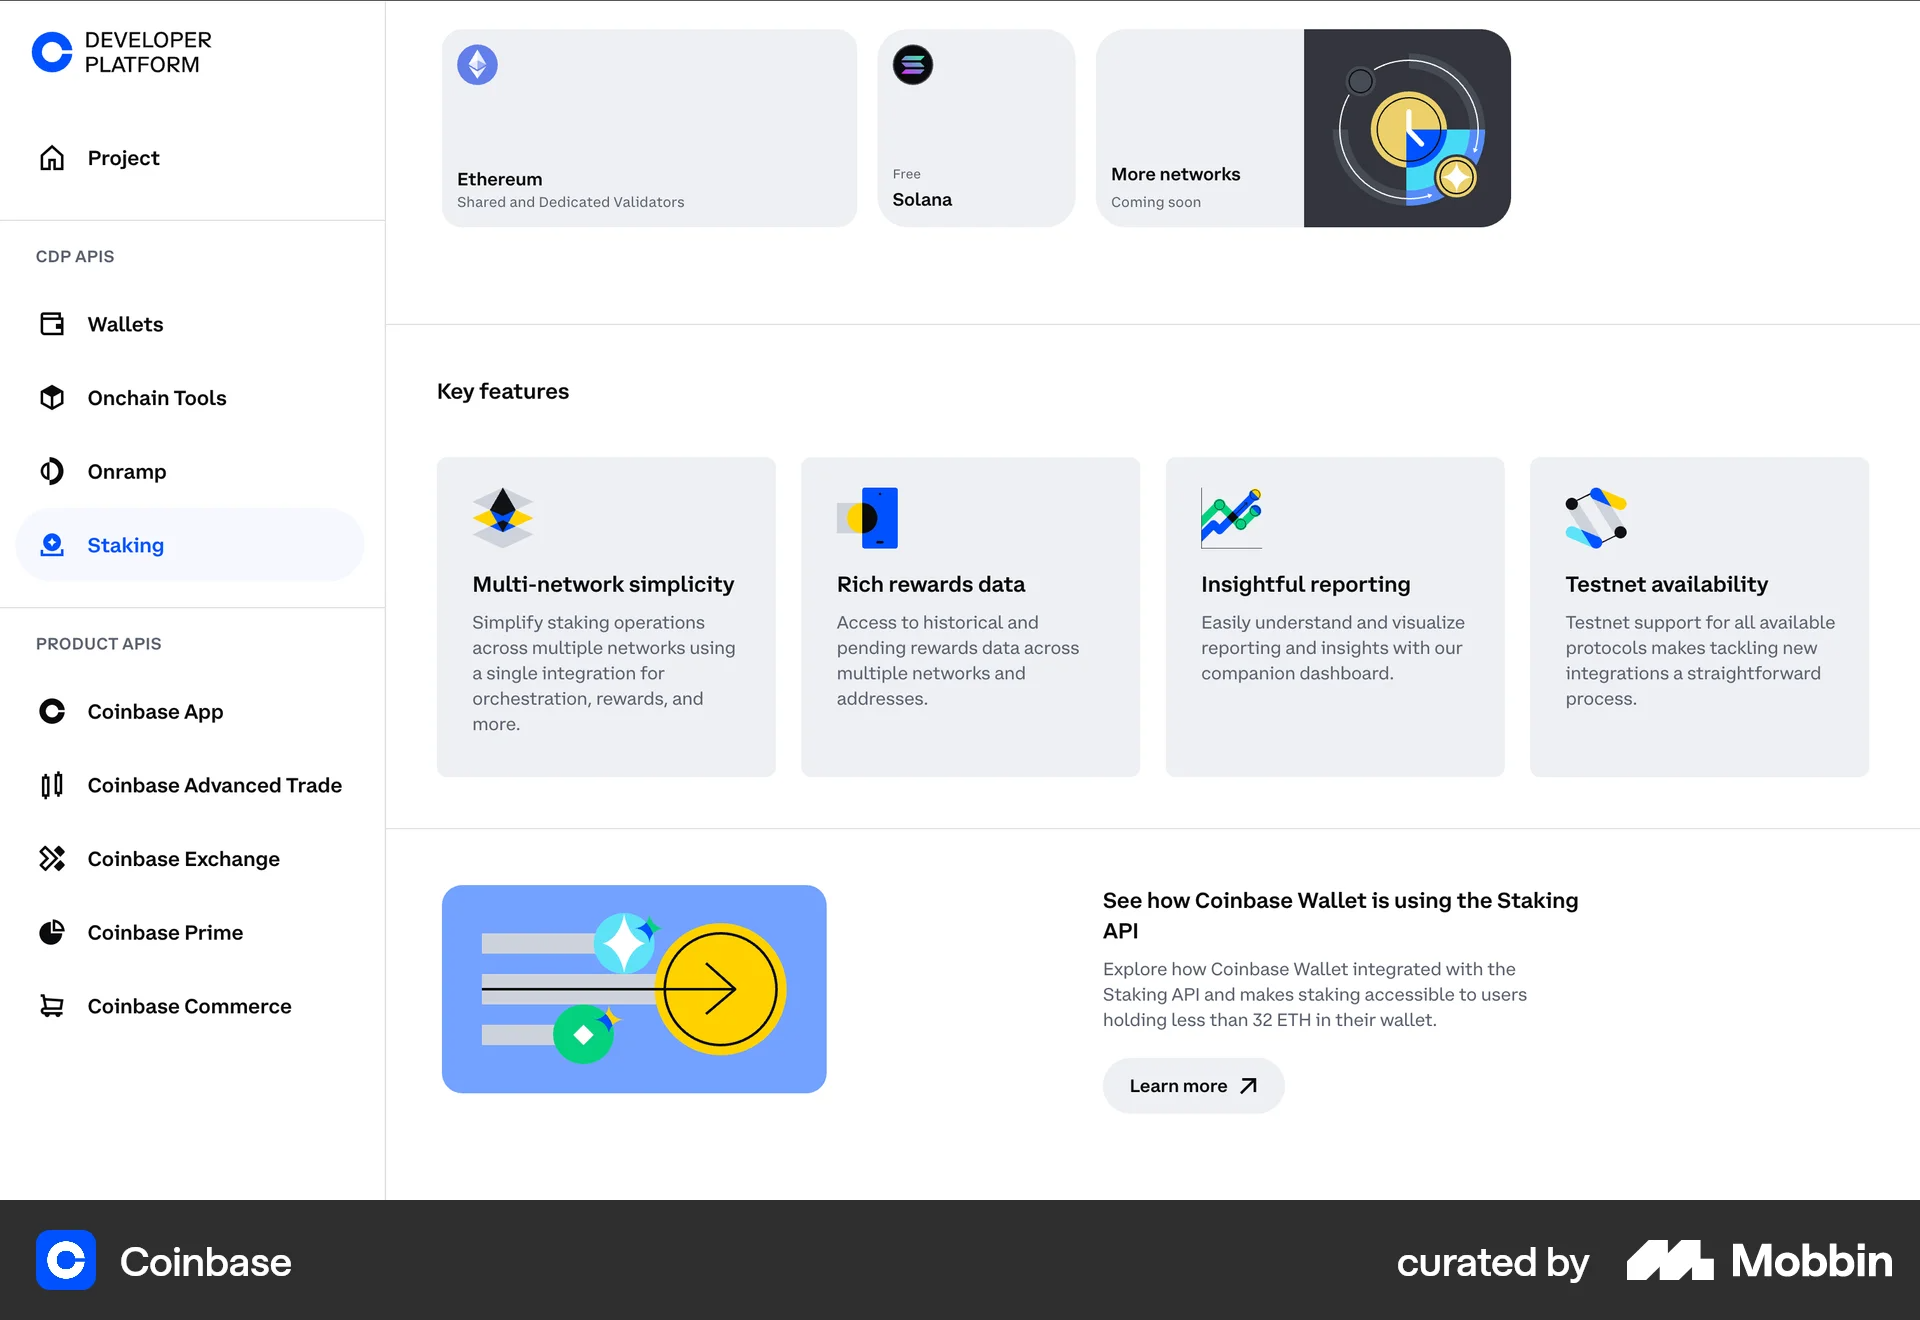 DEVELOPER
PLATFORM
Project
CDP APIS
Wallets
Onchain Tools
Onramp
Staking
PRODUCT APIS
Coinbase App
Coinbase Advanced Trade
Coinbase Exchange
Coinbase Prime
Coinbase Commerce
Ethereum
Shared and Dedicated Validators
Free
Solana
More networks
Coming soon
Key features
Multi-network simplicity
Simplify staking operations
across multiple networks using
a single integration for
orchestration, rewards, and
more.
Rich rewards data
Access to historical and
pending rewards data across
multiple networks and
addresses.
Insightful reporting
Easily understand and visualize
reporting and insights with our
companion dashboard.
Testnet availability
Testnet support for all available
protocols makes tackling new
integrations a straightforward
process.
See how Coinbase Wallet is using the Staking
API
Explore how Coinbase Wallet integrated with the
Staking API and makes staking accessible to users
holding less than 32 ETH in their wallet.
Learn more
Coinbase
curated by
Mobbin